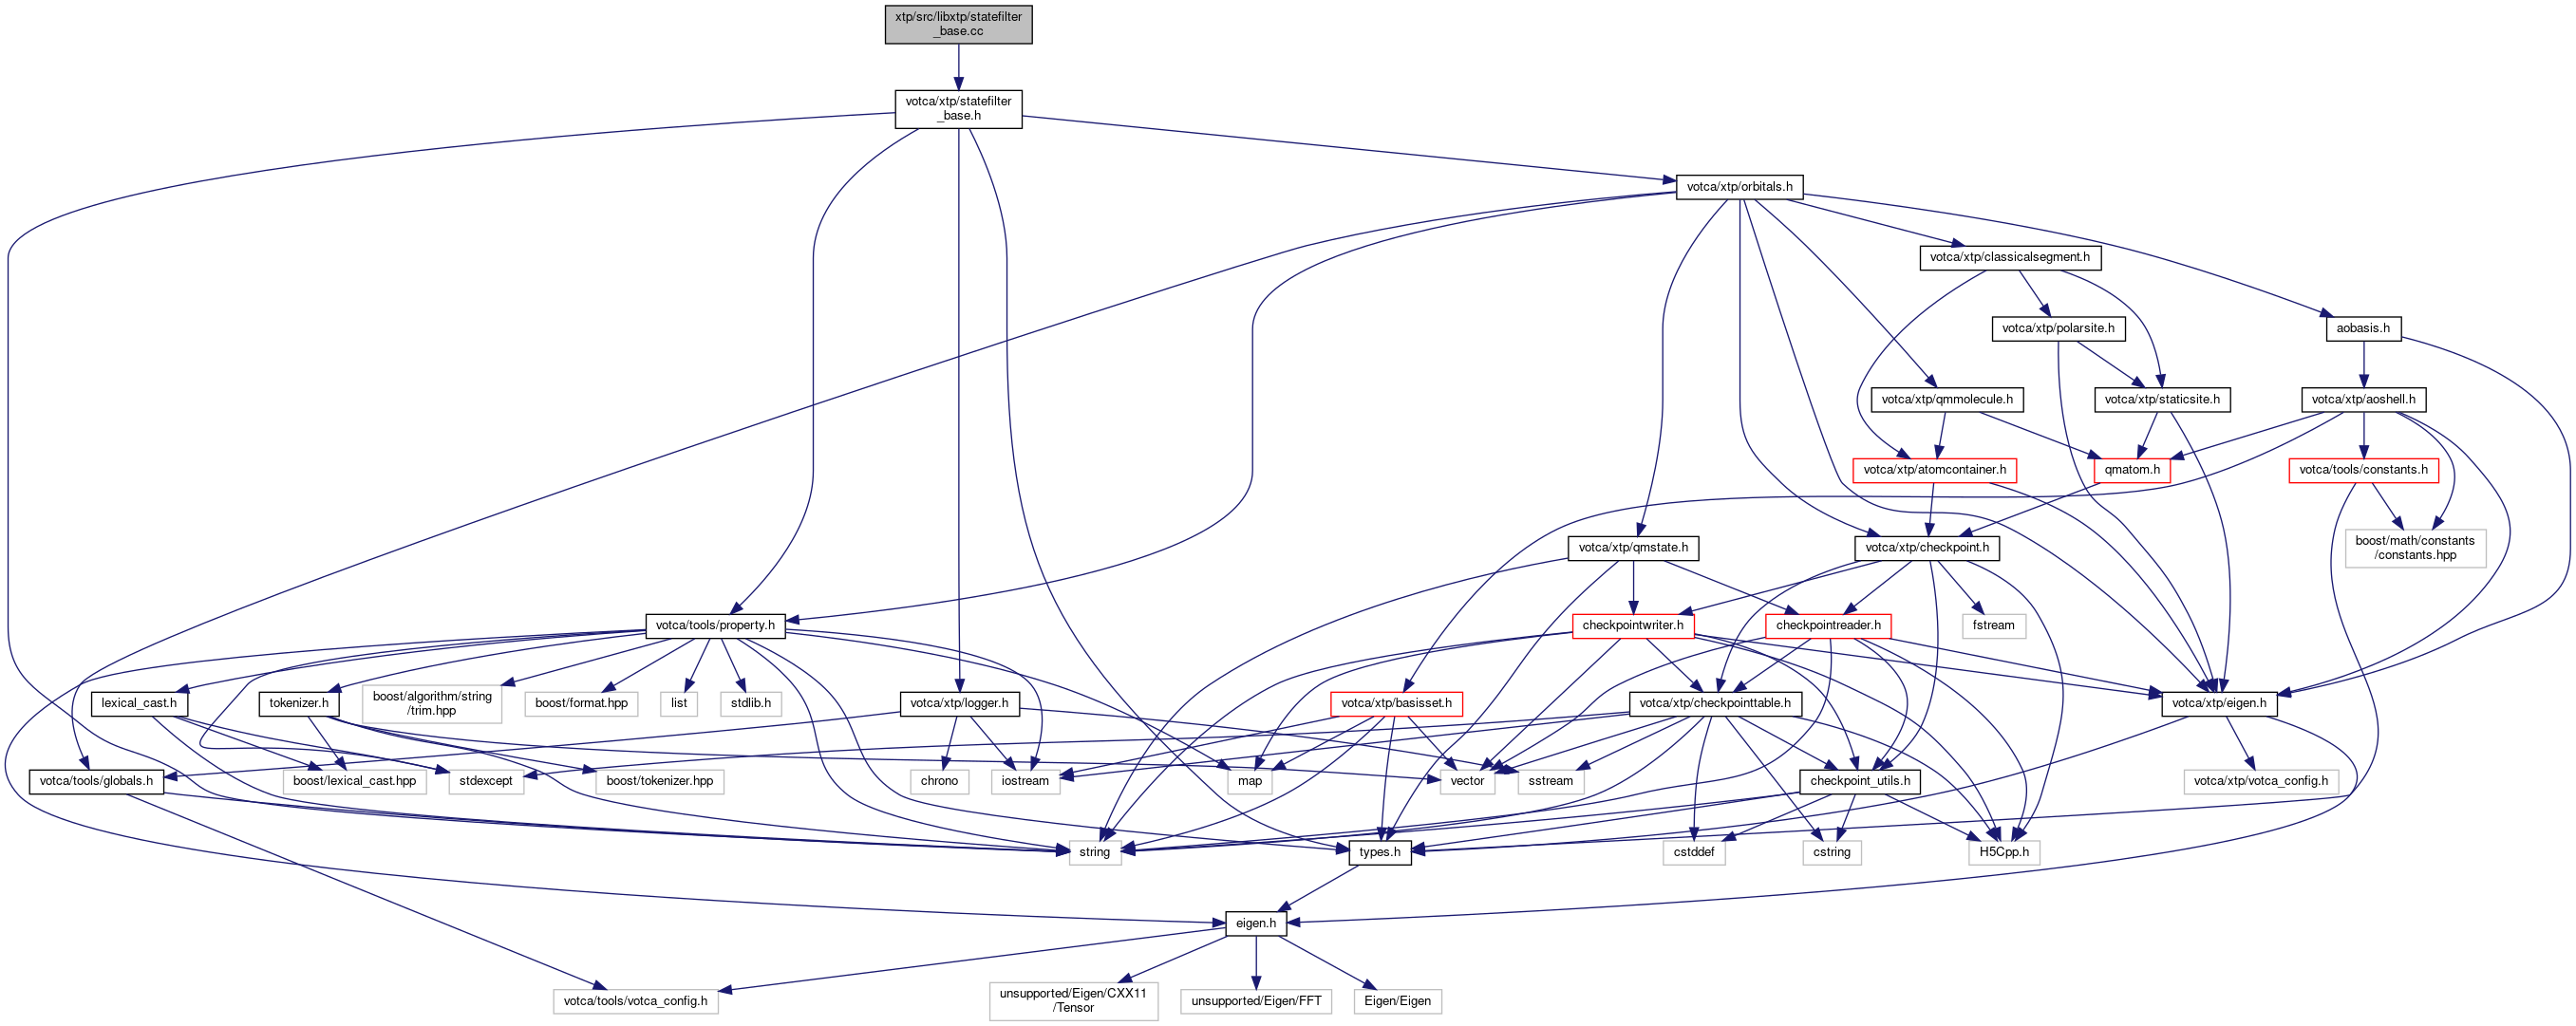 xtp/src/libxtp/statefilter
_base.cc
votca/xtp/statefilter
_base.h
votca/xtp/orbitals.h
votca/xtp/classicalsegment.h
votca/xtp/polarsite.h
aobasis.h
votca/xtp/qmmolecule.h
votca/xtp/staticsite.h
votca/xtp/aoshell.h
votca/xtp/atomcontainer.h
qmatom.h
votca/tools/constants.h
votca/xtp/qmstate.h
votca/xtp/checkpoint.h
boost/math/constants
/constants.hpp
votca/tools/property.h
checkpointwriter.h
checkpointreader.h
fstream
lexical_cast.h
tokenizer.h
boost/algorithm/string
/trim.hpp
boost/format.hpp
list
stdlib.h
votca/xtp/logger.h
votca/xtp/basisset.h
votca/xtp/checkpointtable.h
votca/xtp/eigen.h
votca/tools/globals.h
boost/lexical_cast.hpp
stdexcept
boost/tokenizer.hpp
chrono
iostream
map
vector
sstream
checkpoint_utils.h
votca/xtp/votca_config.h
string
types.h
cstddef
cstring
H5Cpp.h
eigen.h
votca/tools/votca_config.h
unsupported/Eigen/CXX11
/Tensor
unsupported/Eigen/FFT
Eigen/Eigen